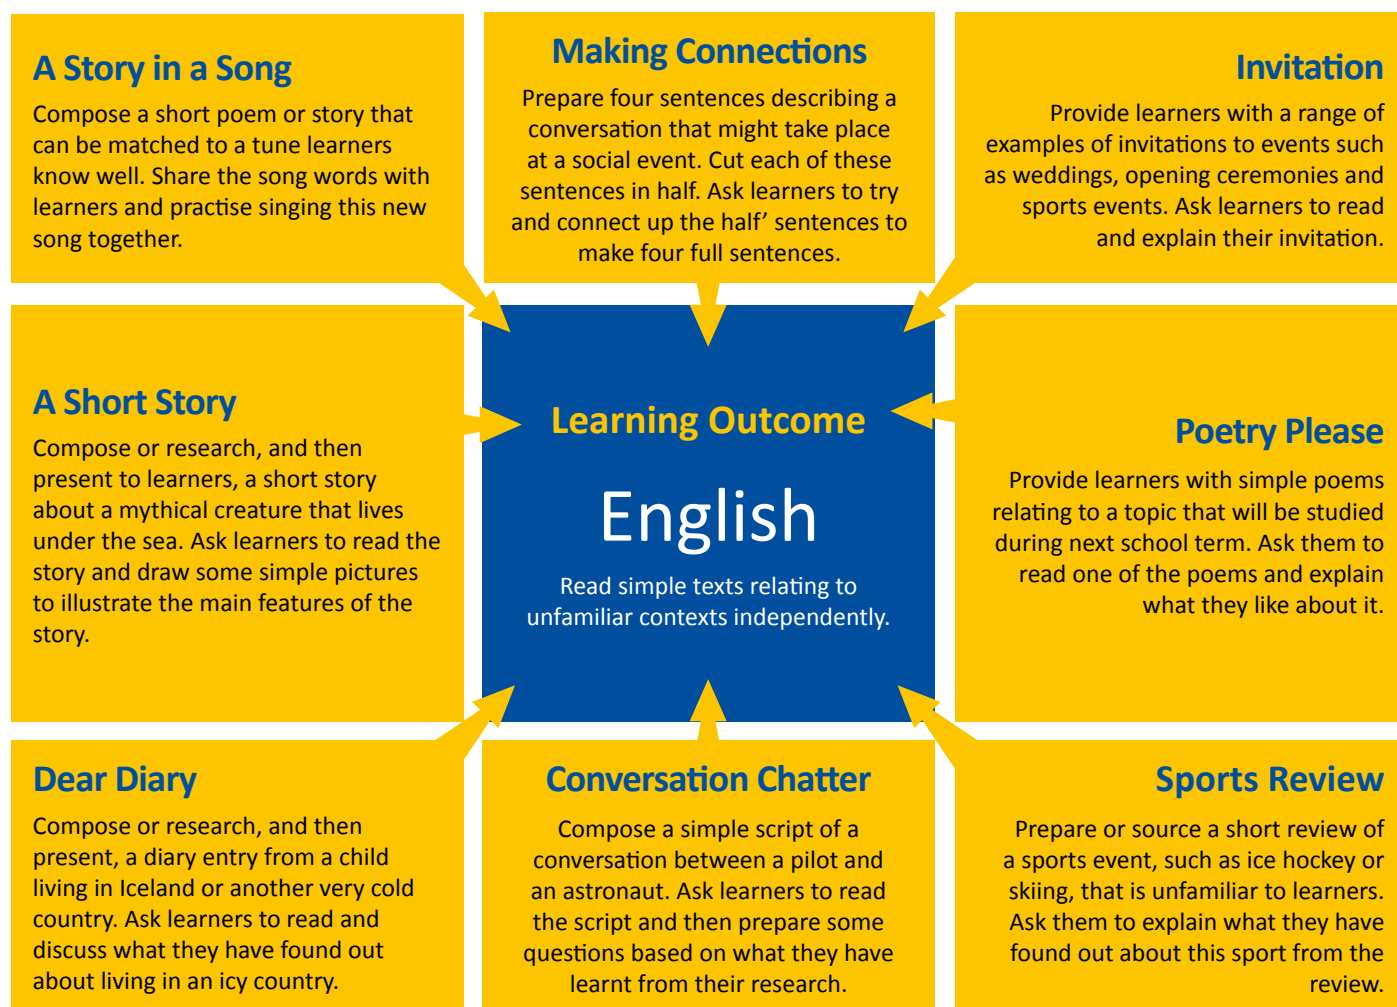 A Story in a Song
Compose a short poem or story that
can be matched to a tune learners
know well. Share the song words with
learners and practise singing this new
song together.
Making Connections
Prepare four sentences describing a
conversation that might take place
at a social event. Cut each of these
sentences in half. Ask learners to try
and connect up the half’ sentences to
make four full sentences.
Invitation
Provide learners with a range of
examples of invitations to events such
as weddings, opening ceremonies and
sports events. Ask learners to read
and explain their invitation.
A Short Story
Compose or research, and then
present to learners, a short story
about a mythical creature that lives
under the sea. Ask learners to read the
story and draw some simple pictures
to illustrate the main features of the
story.
Learning Outcome
English
Read simple texts relating to
unfamiliar contexts independently.
Poetry Please
Provide learners with simple poems
relating to a topic that will be studied
during next school term. Ask them to
read one of the poems and explain
what they like about it.
Dear Diary
Compose or research, and then
present, a diary entry from a child
living in Iceland or another very cold
country. Ask learners to read and
discuss what they have found out
about living in an icy country.
Conversation Chatter
Compose a simple script of a
conversation between a pilot and
an astronaut. Ask learners to read
the script and then prepare some
questions based on what they have
learnt from their research.
Sports Review
Prepare or source a short review of
a sports event, such as ice hockey or
skiing, that is unfamiliar to learners.
Ask them to explain what they have
found out about this sport from the
review.